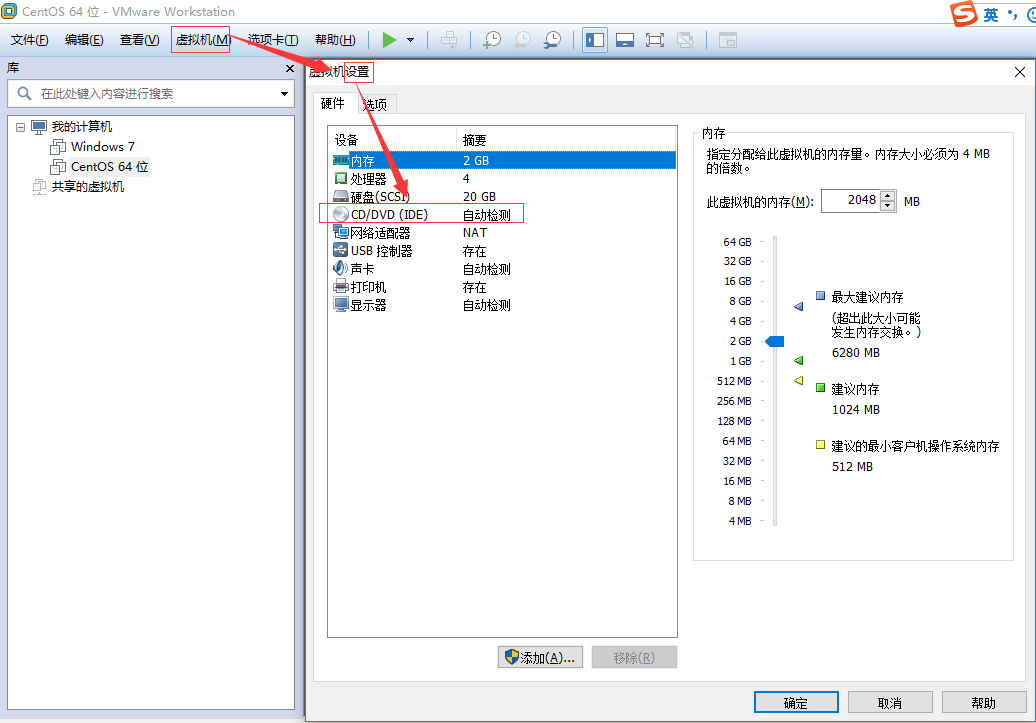 CentOS 64 位 - VMware Workstation
英
文件(F) 编辑(E) 查看(V) 虚拟机(M) 选项卡(T) 帮助(H)
库
在此处键入内容进行搜索
我的计算机
Windows 7
CentOS 64 位
共享的虚拟机
虚拟机设置
硬件 选项
设备 摘要
内存 2 GB
处理器 4
硬盘(SCSI) 20 GB
CD/DVD (IDE) 自动检测
网络适配器 NAT
USB 控制器 存在
声卡 自动检测
打印机 存在
显示器 自动检测
添加(A)... 移除(R)
内存
指定分配给此虚拟机的内存量。内存大小必须为 4 MB
的倍数。
此虚拟机的内存(M): 2048 MB
64 GB
32 GB
16 GB
8 GB
4 GB
2 GB
1 GB
512 MB
256 MB
128 MB
64 MB
32 MB
16 MB
8 MB
4 MB
最大建议内存
(超出此大小可能
发生内存交换。)
6280 MB
建议内存
1024 MB
建议的最小客户机操作系统内存
512 MB
确定 取消 帮助